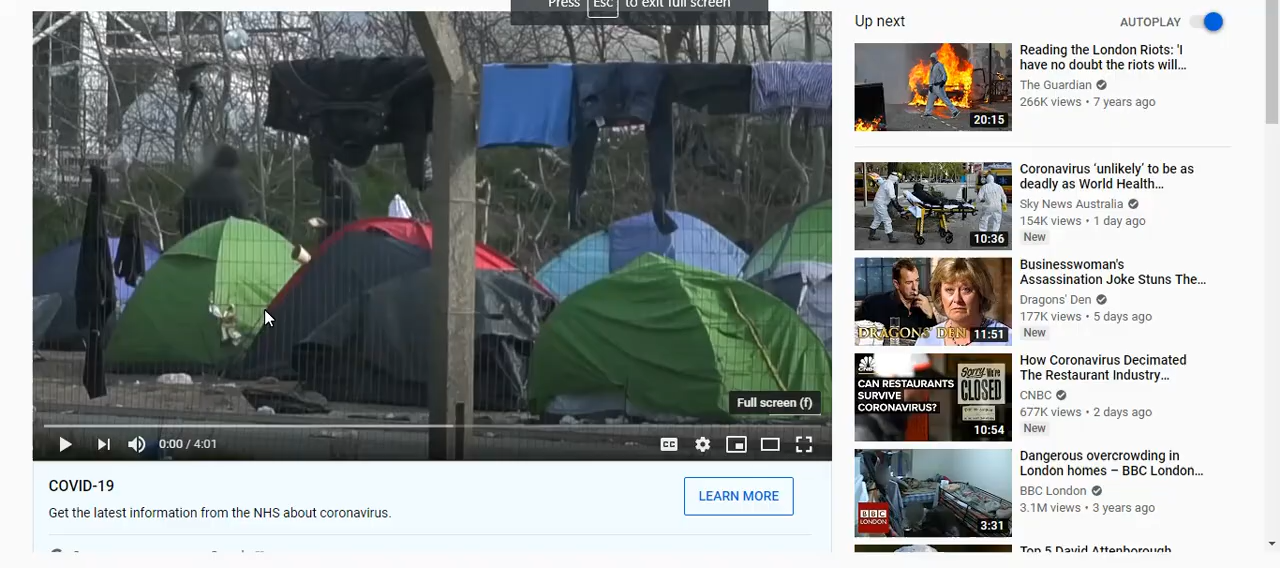 Press Esc to exit full screen
Full screen (f)
CC
0:00 / 4:01
COVID-19
Get the latest information from the NHS about coronavirus.
LEARN MORE
Up next
AUTOPLAY
20:15
Reading the London Riots: 'I
have no doubt the riots will...
The Guardian
266K views • 7 years ago
10:36
Coronavirus ‘unlikely’ to be as
deadly as World Health...
Sky News Australia
154K views • 1 day ago
New
DRAGONS' DEN
11:51
Businesswoman's
Assassination Joke Stuns The...
Dragons' Den
177K views • 5 days ago
New
CNBC
CAN RESTAURANTS
SURVIVE
CORONAVIRUS?
Sorry We're
CLOSED
10:54
How Coronavirus Decimated
The Restaurant Industry...
CNBC
677K views • 2 days ago
New
BBC
LONDON
3:31
Dangerous overcrowding in
London homes – BBC London...
BBC London
3.1M views • 3 years ago
Top 5 David Attenborough